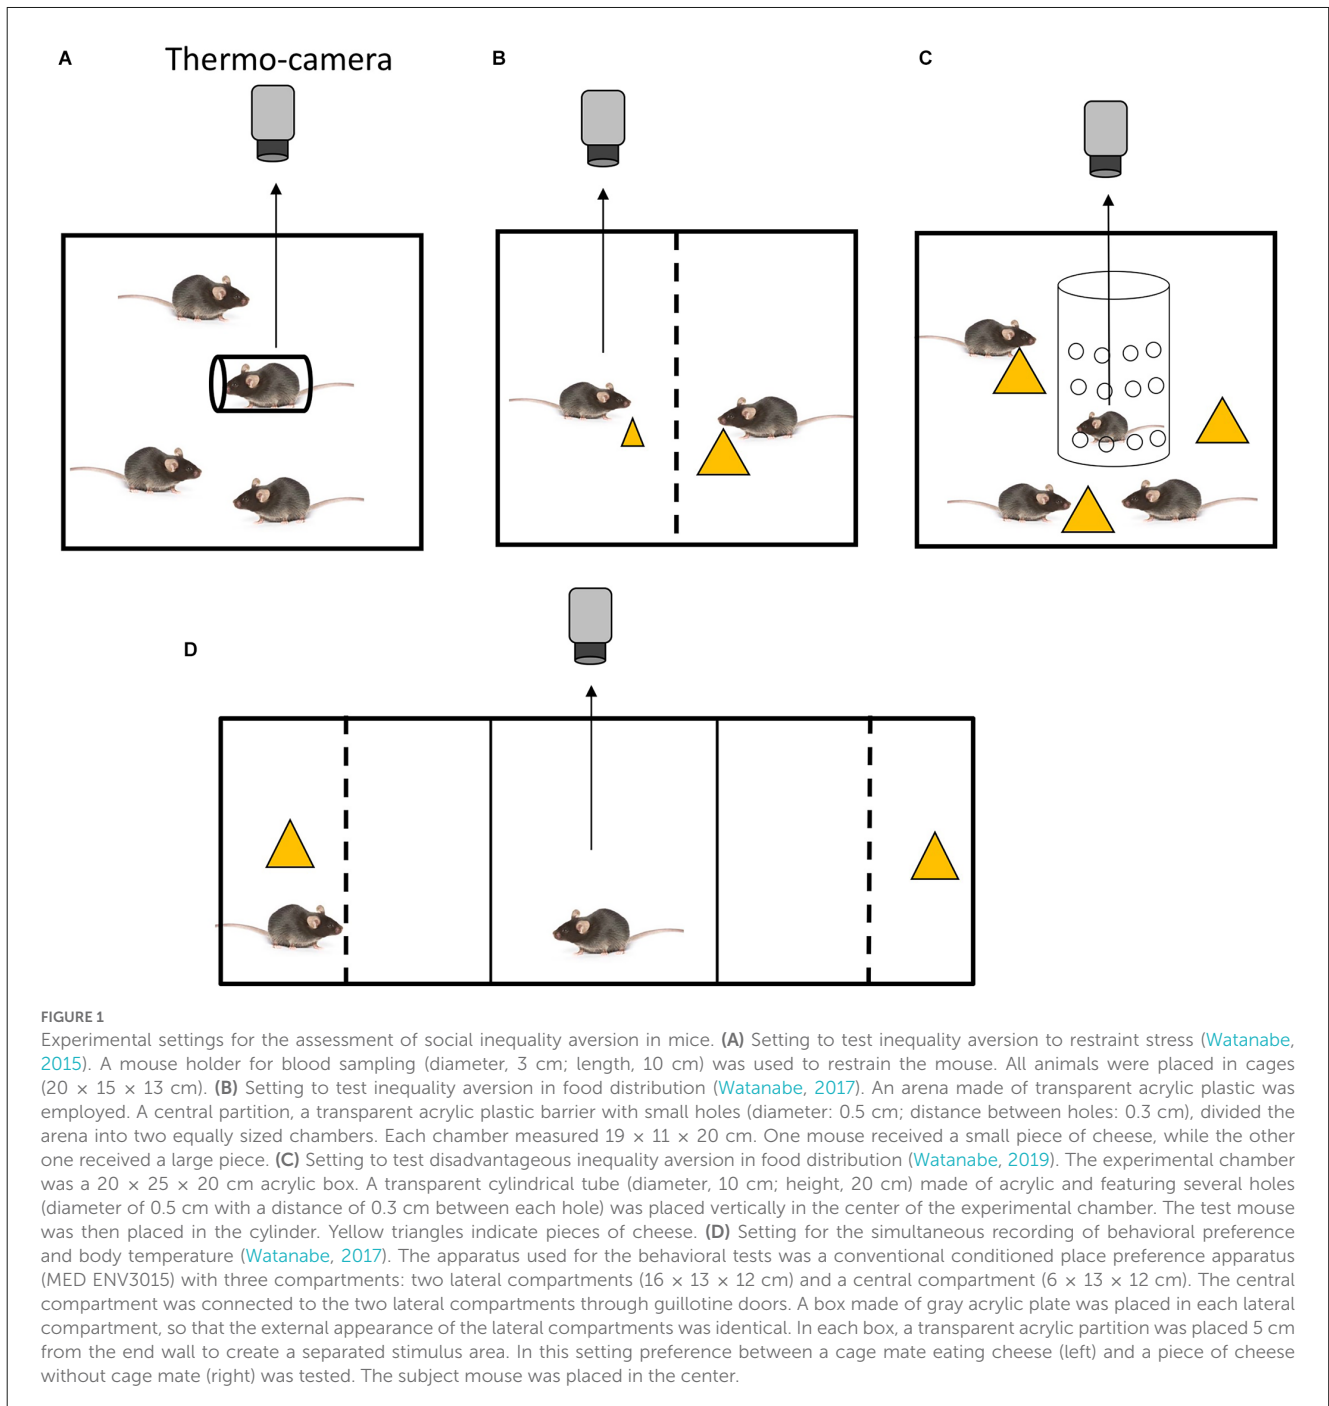 A
Thermo-camera
B
C
D
FIGURE 1
Experimental settings for the assessment of social inequality aversion in mice. (A) Setting to test inequality aversion to restraint stress (Watanabe,
2015). A mouse holder for blood sampling (diameter, 3 cm; length, 10 cm) was used to restrain the mouse. All animals were placed in cages
(20 × 15 × 13 cm). (B) Setting to test inequality aversion in food distribution (Watanabe, 2017). An arena made of transparent acrylic plastic was
employed. A central partition, a transparent acrylic plastic barrier with small holes (diameter: 0.5 cm; distance between holes: 0.3 cm), divided the
arena into two equally sized chambers. Each chamber measured 19 × 11 × 20 cm. One mouse received a small piece of cheese, while the other
one received a large piece. (C) Setting to test disadvantageous inequality aversion in food distribution (Watanabe, 2019). The experimental chamber
was a 20 × 25 × 20 cm acrylic box. A transparent cylindrical tube (diameter, 10 cm; height, 20 cm) made of acrylic and featuring several holes
(diameter of 0.5 cm with a distance of 0.3 cm between each hole) was placed vertically in the center of the experimental chamber. The test mouse
was then placed in the cylinder. Yellow triangles indicate pieces of cheese. (D) Setting for the simultaneous recording of behavioral preference
and body temperature (Watanabe, 2017). The apparatus used for the behavioral tests was a conventional conditioned place preference apparatus
(MED ENV3015) with three compartments: two lateral compartments (16 × 13 × 12 cm) and a central compartment (6 × 13 × 12 cm). The central
compartment was connected to the two lateral compartments through guillotine doors. A box made of gray acrylic plate was placed in each lateral
compartment, so that the external appearance of the lateral compartments was identical. In each box, a transparent acrylic partition was placed 5 cm
from the end wall to create a separated stimulus area. In this setting preference between a cage mate eating cheese (left) and a piece of cheese
without cage mate (right) was tested. The subject mouse was placed in the center.